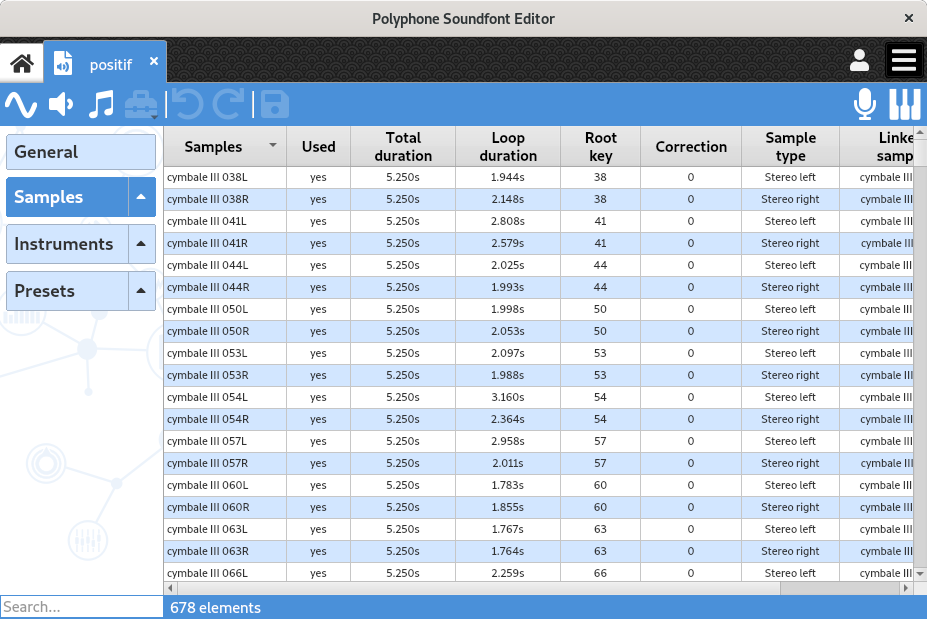 Polyphone Soundfont Editor
positif
General
Samples
Instruments
Presets
Search...
Samples Used Total duration Loop duration Root key Correction Sample type Linke samp
cymbale III 038L yes 5.250s 1.944s 38 0 Stereo left cymbale III
cymbale III 038R yes 5.250s 2.148s 38 0 Stereo right cymbale III
cymbale III 041L yes 5.250s 2.808s 41 0 Stereo left cymbale III
cymbale III 041R yes 5.250s 2.579s 41 0 Stereo right cymbale III
cymbale III 044L yes 5.250s 2.025s 44 0 Stereo left cymbale III
cymbale III 044R yes 5.250s 1.993s 44 0 Stereo right cymbale III
cymbale III 050L yes 5.250s 1.998s 50 0 Stereo left cymbale III
cymbale III 050R yes 5.250s 2.053s 50 0 Stereo right cymbale III
cymbale III 053L yes 5.250s 2.097s 53 0 Stereo left cymbale III
cymbale III 053R yes 5.250s 1.988s 53 0 Stereo right cymbale III
cymbale III 054L yes 5.250s 3.160s 54 0 Stereo left cymbale III
cymbale III 054R yes 5.250s 2.364s 54 0 Stereo right cymbale III
cymbale III 057L yes 5.250s 2.958s 57 0 Stereo left cymbale III
cymbale III 057R yes 5.250s 2.011s 57 0 Stereo right cymbale III
cymbale III 060L yes 5.250s 1.783s 60 0 Stereo left cymbale III
cymbale III 060R yes 5.250s 1.855s 60 0 Stereo right cymbale III
cymbale III 063L yes 5.250s 1.767s 63 0 Stereo left cymbale III
cymbale III 063R yes 5.250s 1.764s 63 0 Stereo right cymbale III
cymbale III 066L yes 5.250s 2.259s 66 0 Stereo left cymbale III
678 elements